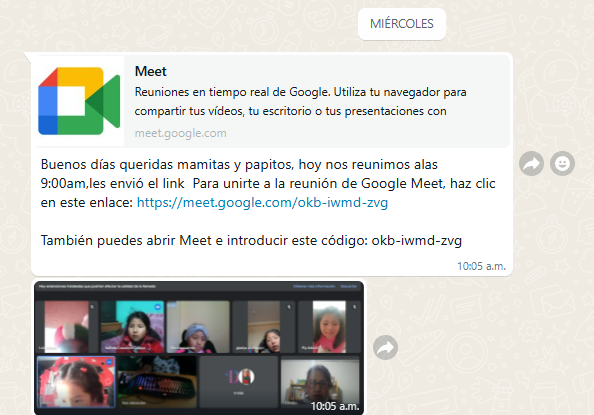 MIÉRCOLES
Meet
Reuniones en tiempo real de Google. Utiliza tu navegador para
compartir tus vídeos, tu escritorio o tus presentaciones con
meet.google.com
Buenos días queridas mamitas y papitos, hoy nos reunimos alas
9:00am,les envió el link  Para unirte a la reunión de Google Meet, haz clic
en este enlace: https://meet.google.com/okb-iwmd-zvg
También puedes abrir Meet e introducir este código: okb-iwmd-zvg
10:05 a.m.
10:05 a.m.